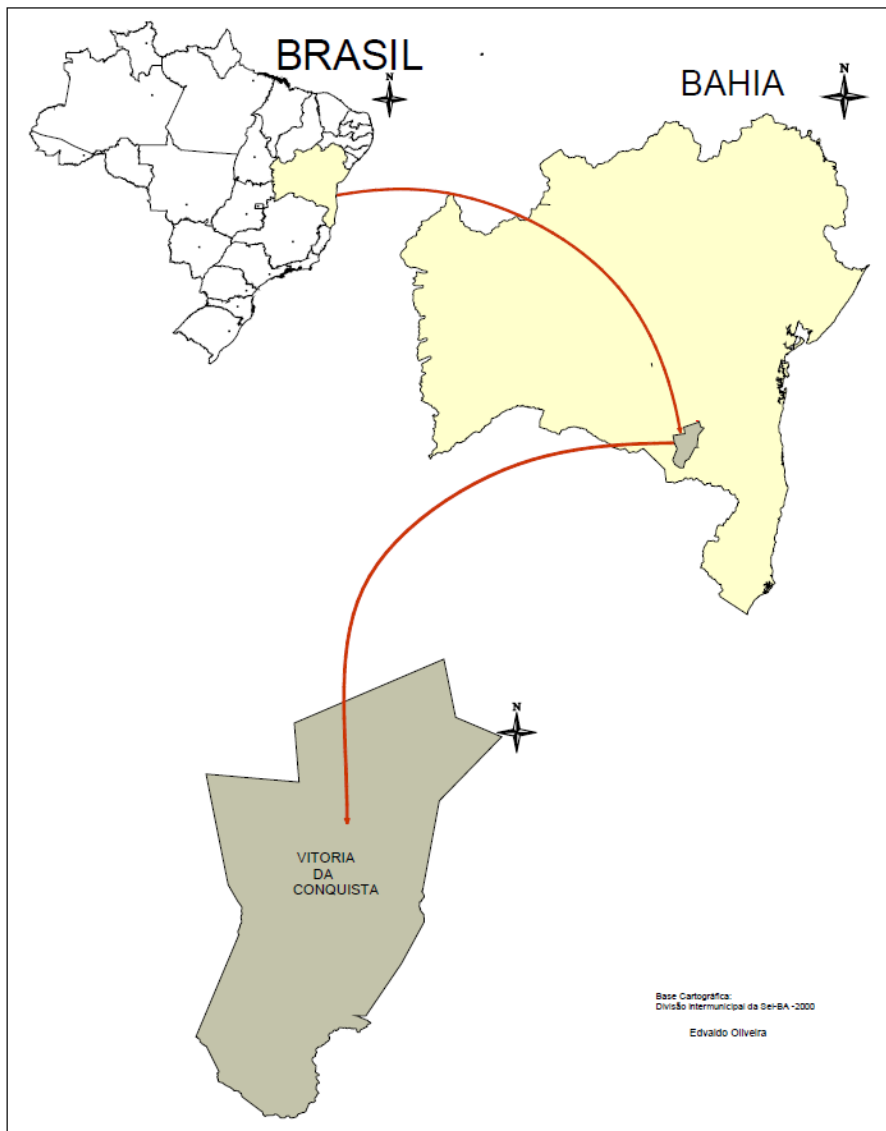 BRASIL
N
BAHIA
N
N
VITORIA
DA
CONQUISTA
Base Cartográfica:
Divisão Intermunicipal da Sei-BA -2000
Edvaldo Oliveira